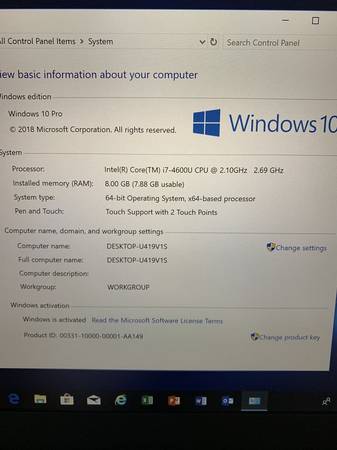 All Control Panel Items > System
Search Control Panel
view basic information about your computer
Windows edition
Windows 10 Pro
© 2018 Microsoft Corporation. All rights reserved.
Windows 10
System
Processor: Intel(R) Core(TM) i7-4600U CPU @ 2.10GHz 2.69 GHz
Installed memory (RAM): 8.00 GB (7.88 GB usable)
System type: 64-bit Operating System, x64-based processor
Pen and Touch: Touch Support with 2 Touch Points
Computer name, domain, and workgroup settings
Computer name: DESKTOP-U419V1S
Change settings
Full computer name: DESKTOP-U419V1S
Computer description:
Workgroup: WORKGROUP
Windows activation
Windows is activated Read the Microsoft Software License Terms
Product ID: 00331-10000-00001-AA149
Change product key